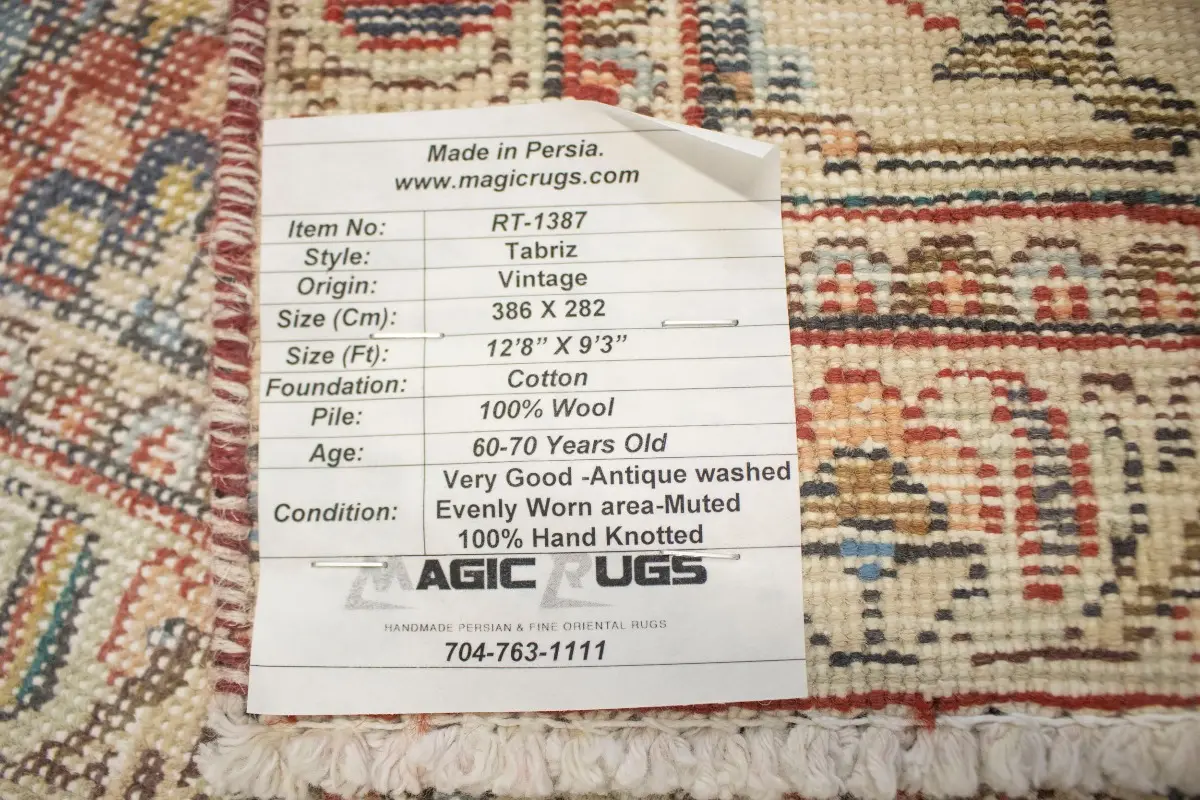 Made in Persia.
www.magicrugs.com
Item No: RT-1387
Style: Tabriz
Origin: Vintage
Size (Cm): 386 X 282
Size (Ft): 12’8” X 9’3”
Foundation: Cotton
Pile: 100% Wool
Age: 60-70 Years Old
Condition: Very Good -Antique washed
Evenly Worn area-Muted
100% Hand Knotted
MAGIC RUGS
HANDMADE PERSIAN & FINE ORIENTAL RUGS
704-763-1111